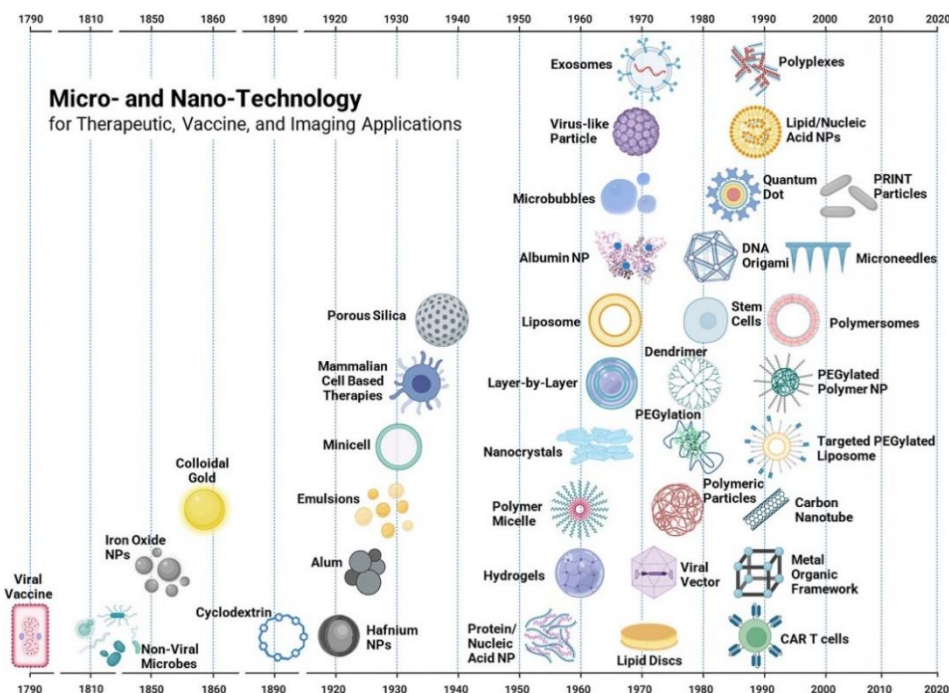 1790 1810 1850 1860 1890 1920 1930 1940 1950 1960 1970 1980 1990 2000 2010 2020
Micro- and Nano-Technology
for Therapeutic, Vaccine, and Imaging Applications
Exosomes
Polyplexes
Virus-like
Particle
Lipid/Nucleic
Acid NPs
Microbubbles
Quantum
Dot
PRINT
Particles
Albumin NP
DNA
Origami
Microneedles
Porous Silica
Liposome
Stem
Cells
Polymersomes
Mammalian
Cell Based
Therapies
Layer-by-Layer
Dendrimer
PEGylated
Polymer NP
Minicell
Nanocrystals
PEGylation
Targeted PEGylated
Liposome
Colloidal
Gold
Emulsions
Polymer
Micelle
Polymeric
Particles
Carbon
Nanotube
Iron Oxide
NPs
Alum
Hydrogels
Viral
Vector
Metal
Organic
Framework
Viral
Vaccine
Non-Viral
Microbes
Cyclodextrin
Hafnium
NPs
Protein/
Nucleic
Acid NP
Lipid Discs
CAR T cells
1790 1810 1850 1860 1890 1920 1930 1940 1950 1960 1970 1980 1990 2000 2010 2020